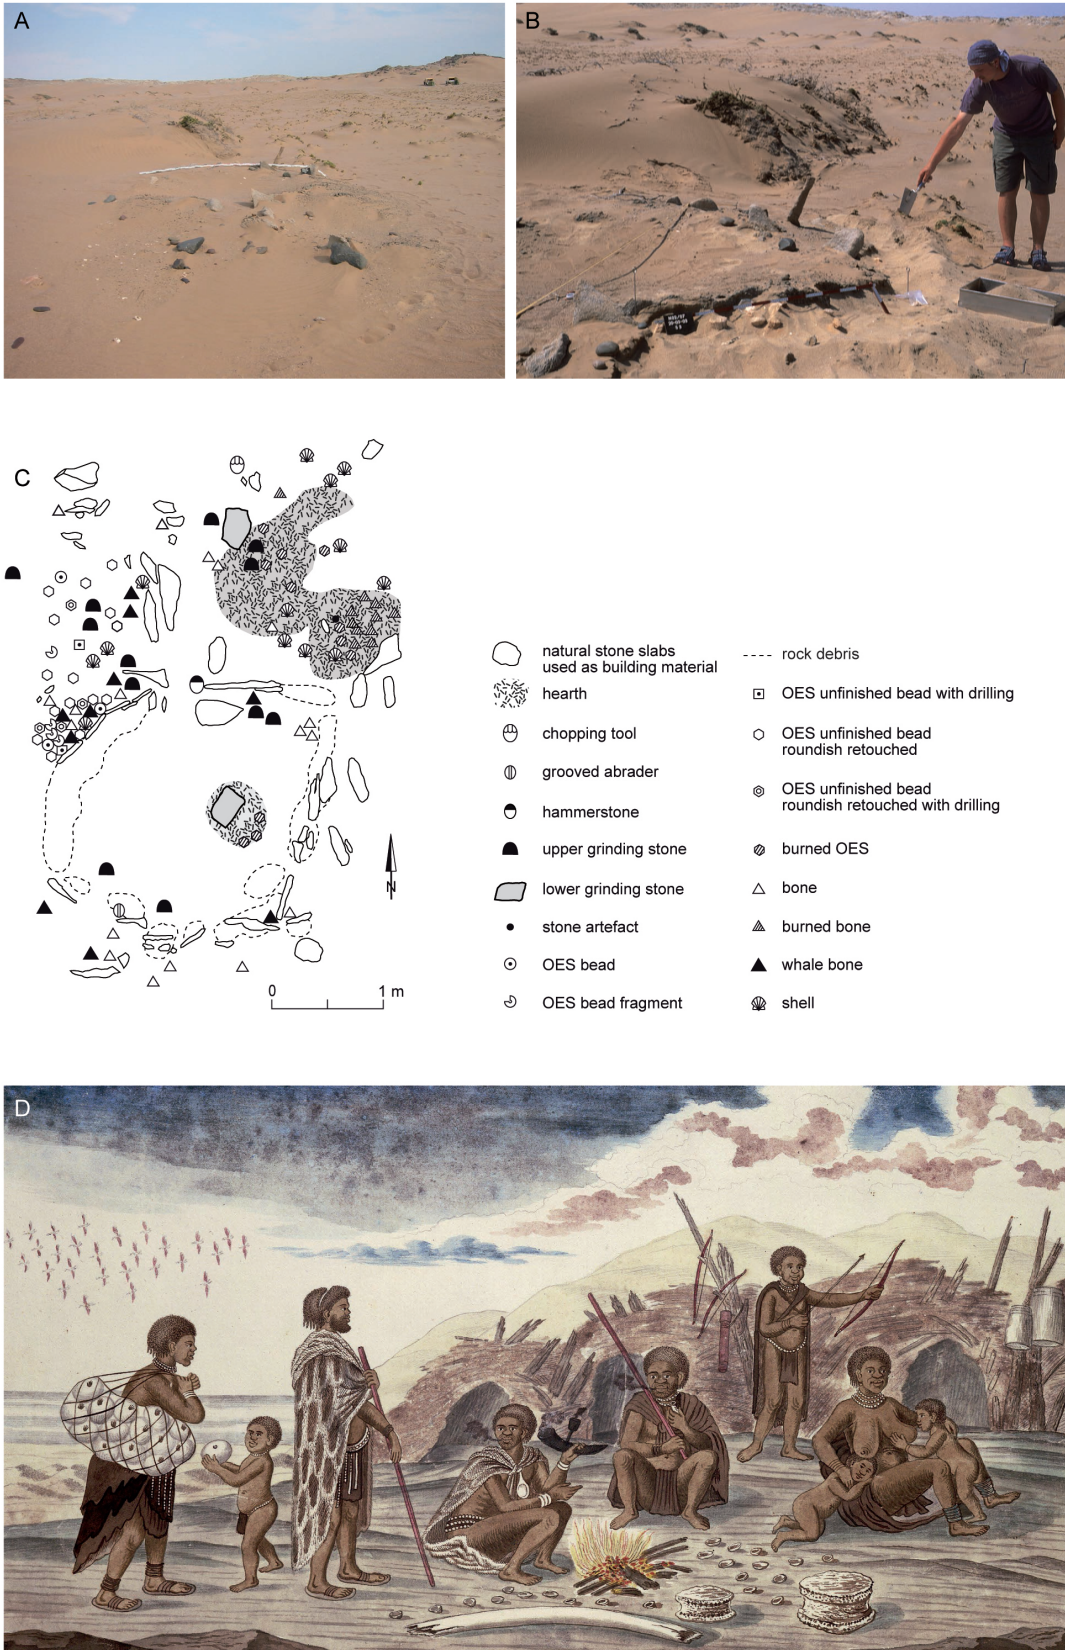 A
B
C
natural stone slabs
used as building material
hearth
chopping tool
grooved abrader
hammerstone
upper grinding stone
lower grinding stone
stone artefact
OES bead
OES bead fragment
rock debris
OES unfinished bead with drilling
OES unfinished bead
roundish retouched
OES unfinished bead
roundish retouched with drilling
burned OES
bone
burned bone
whale bone
shell
N
0 1 m
D